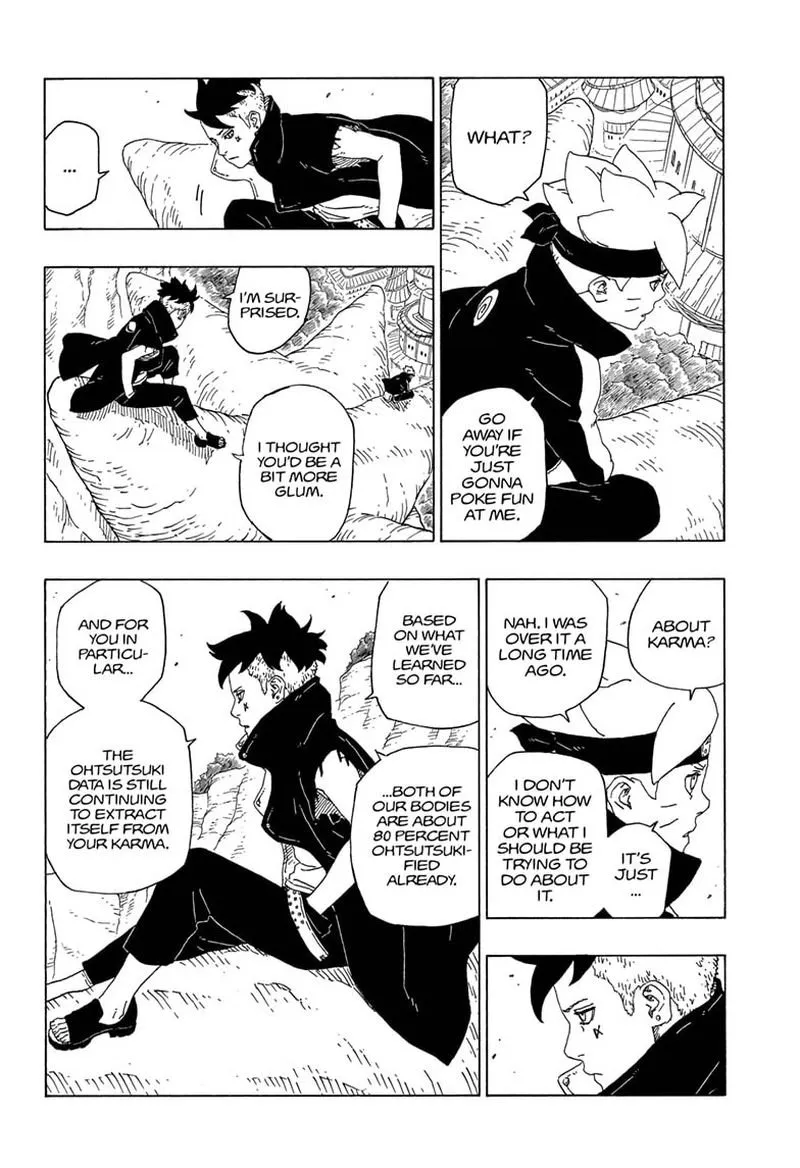 WHAT?
GO
AWAY IF
YOU'RE
JUST
GONNA
POKE FUN
AT ME.
...
I'M SUR-
PRISED.
I THOUGHT
YOU'D BE A
BIT MORE
GLUM.
ABOUT
KARMA?
NAH. I WAS
OVER IT A
LONG TIME
AGO.
IT'S
JUST
...
I DON'T
KNOW HOW
TO ACT
OR WHAT I
SHOULD BE
TRYING TO
DO ABOUT
IT.
BASED
ON WHAT
WE'VE
LEARNED
SO FAR...
...BOTH OF
OUR BODIES
ARE ABOUT
80 PERCENT
OHTSUTSUKI-
FIED
ALREADY.
AND FOR
YOU IN
PARTICU-
LAR...
THE
OHTSUTSUKI
DATA IS STILL
CONTINUING
TO EXTRACT
ITSELF FROM
YOUR KARMA.